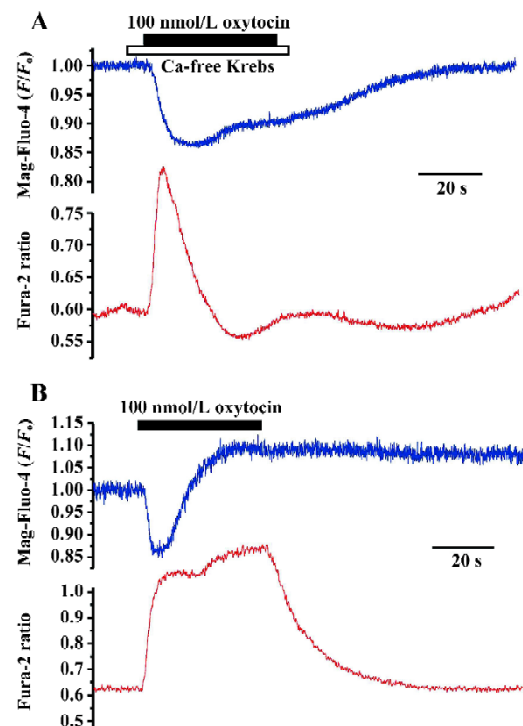 A
100 nmol/L oxytocin
Ca-free Krebs
Mag-Fluo-4 (F/Fo)
1.00
0.95
0.90
0.85
0.80
20 s
Fura-2 ratio
0.75
0.70
0.65
0.60
0.55
B
100 nmol/L oxytocin
Mag-Fluo-4 (F/Fo)
1.15
1.10
1.05
1.00
0.95
0.90
0.85
20 s
Fura-2 ratio
1.0
0.9
0.8
0.7
0.6
0.5